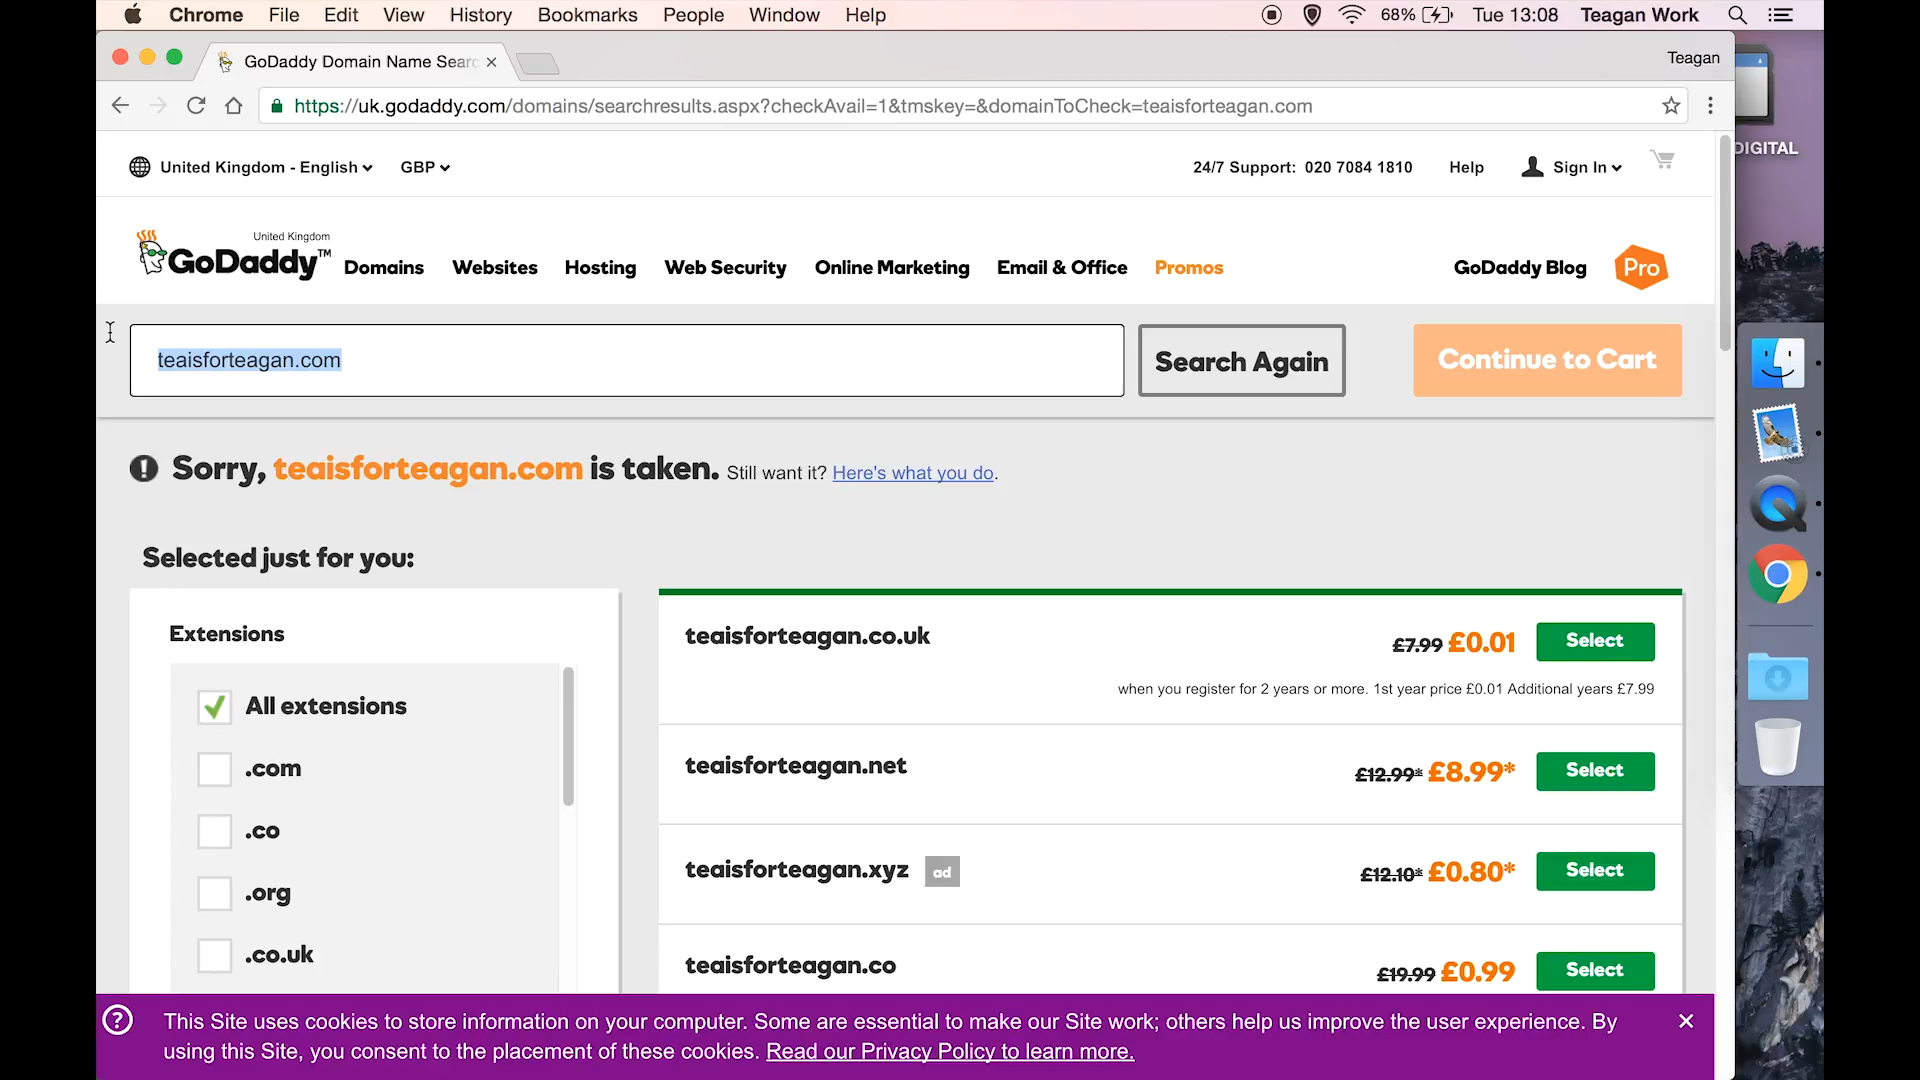 Chrome File Edit View History Bookmarks People Window Help 68% Tue 13:08 Teagan Work
GoDaddy Domain Name Sear Teagan
https://uk.godaddy.com/domains/searchresults.aspx?checkAvail=1&tmskey=&domainToCheck=teaisforteagan.com
DIGITAL
United Kingdom - English GBP 24/7 Support: 020 7084 1810 Help Sign In
United Kingdom
GoDaddy™ Domains Websites Hosting Web Security Online Marketing Email & Office Promos GoDaddy Blog Pro
teaisforteagan.com Search Again Continue to Cart
Sorry, teaisforteagan.com is taken. Still want it? Here's what you do.
Selected just for you:
Extensions
All extensions
.com
.co
.org
.co.uk
teaisforteagan.co.uk £7.99 £0.01 Select
when you register for 2 years or more. 1st year price £0.01 Additional years £7.99
teaisforteagan.net £12.99* £8.99* Select
teaisforteagan.xyz ad £12.10* £0.80* Select
teaisforteagan.co £19.99 £0.99 Select
This Site uses cookies to store information on your computer. Some are essential to make our Site work; others help us improve the user experience. By
using this Site, you consent to the placement of these cookies. Read our Privacy Policy to learn more.